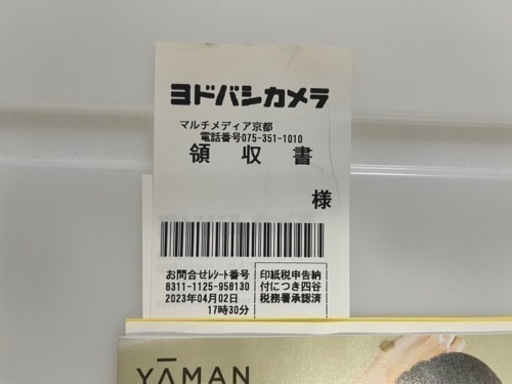 ヨドバシカメラ
マルチメディア京都
電話番号075-351-1010
領収書
様
お問合せﾚｼｰﾄ番号
8311-1125-958130
2023年04月02日
17時30分
印紙税申告納
付につき四谷
税務署承認済
YĀMAN